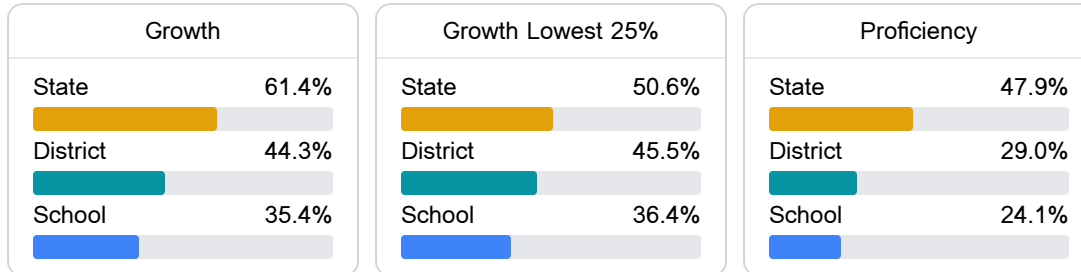 Growth
State 61.4%
District 44.3%
School 35.4%
Growth Lowest 25%
State 50.6%
District 45.5%
School 36.4%
Proficiency
State 47.9%
District 29.0%
School 24.1%